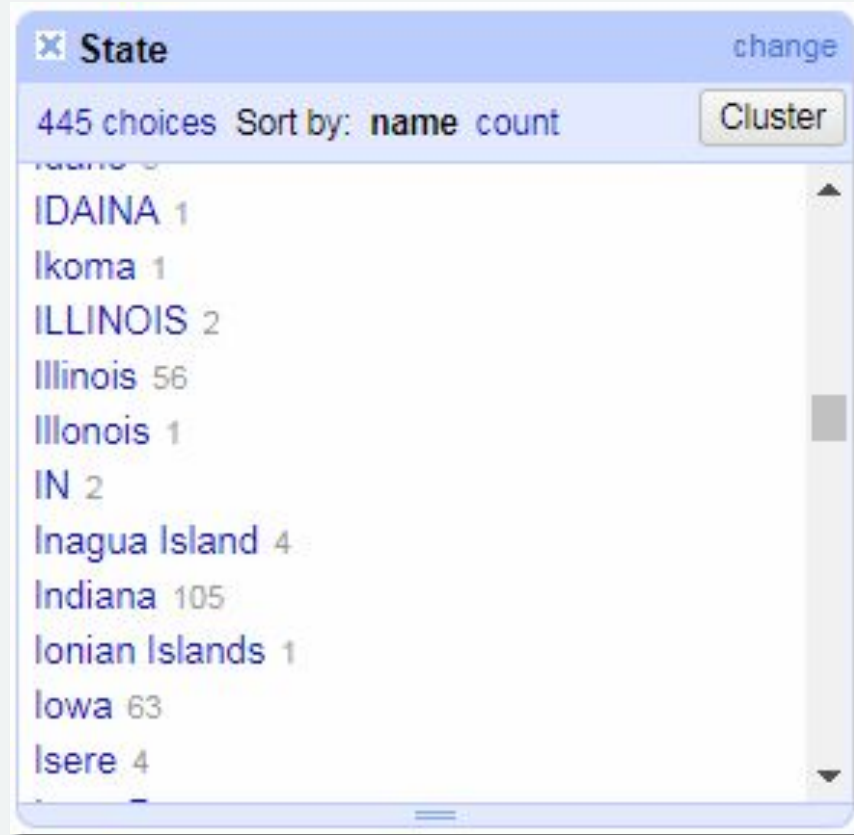 State change
445 choices Sort by: name count Cluster
IDAINA 1
Ikoma 1
ILLINOIS 2
Illinois 56
Illonois 1
IN 2
Inagua Island 4
Indiana 105
Ionian Islands 1
Iowa 63
Isere 4